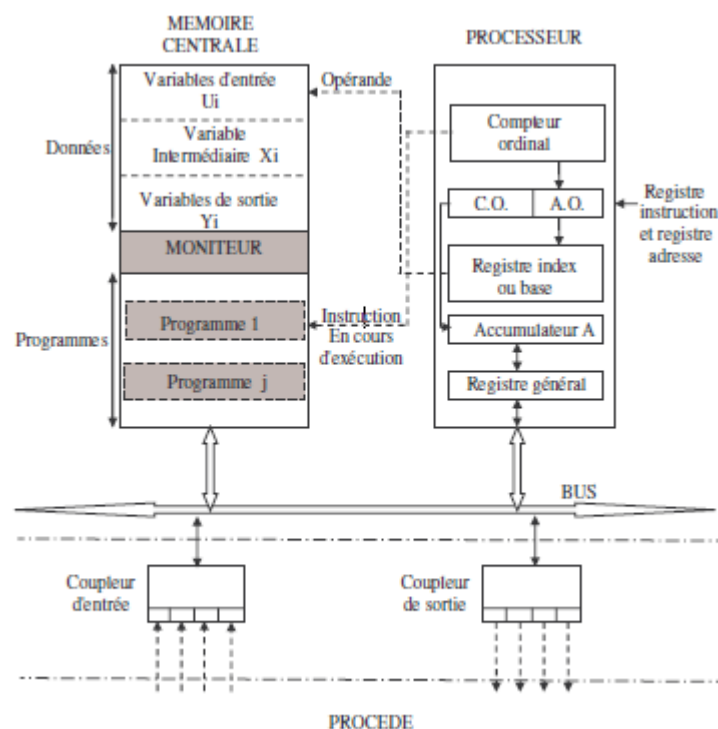 MEMOIRE
CENTRALE
PROCESSEUR
Variables d'entrée
Ui
Opérande
Compteur
ordinal
Données
Variable
Intermédiaire Xi
Variables de sortie
Yi
C.O.
A.O.
Registre
instruction
et registre
adresse
MONITEUR
Registre index
ou base
Programmes
Programme 1
Instruction
En cours
d'exécution
Accumulateur A
Programme j
Registre général
BUS
Coupleur
d'entrée
Coupleur
de sortie
PROCEDE